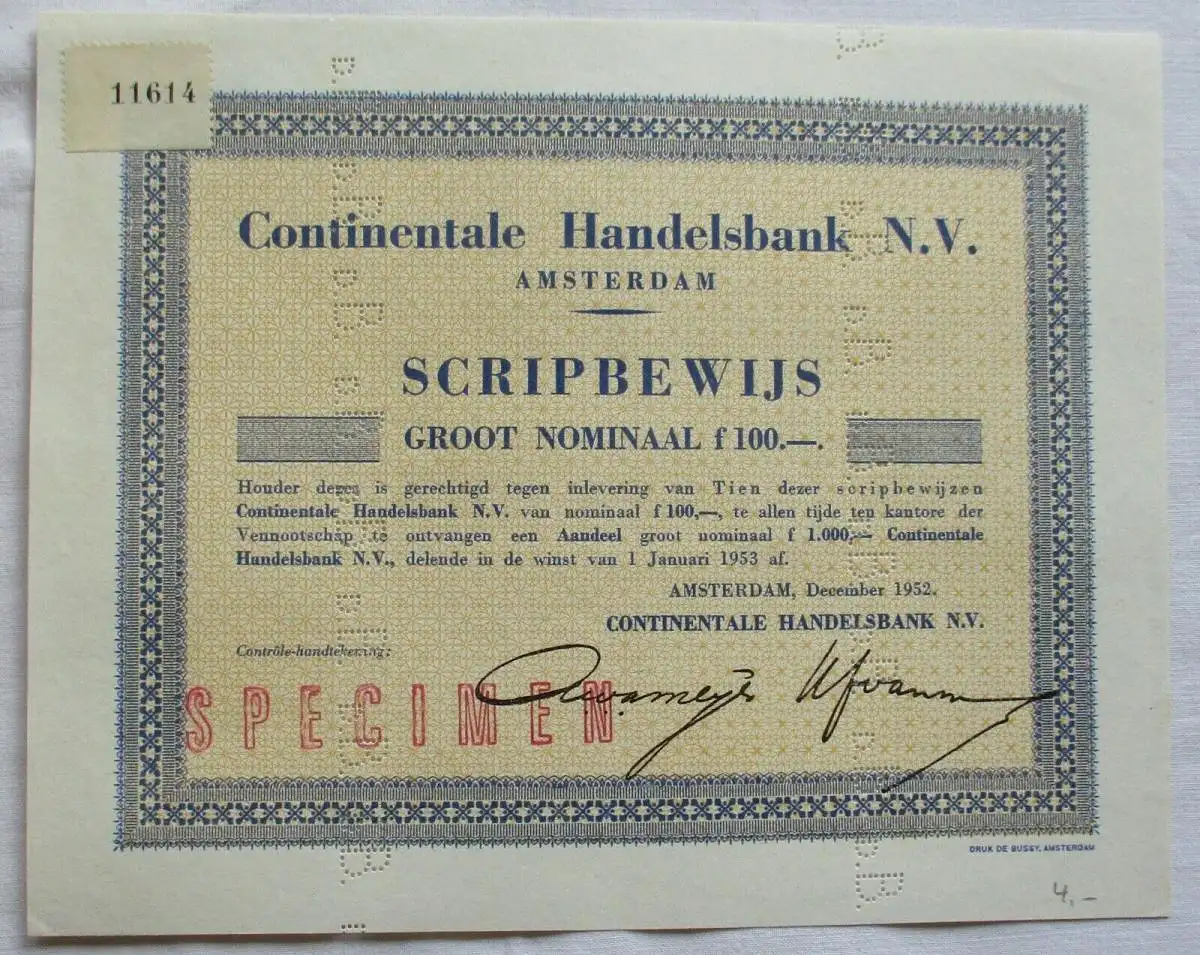 11614
Continentale Handelsbank N.V.
AMSTERDAM
SCRIPBEWIJS
GROOT NOMINAAL f 100.—.
Houder dezes is gerechtigd tegen inlevering van Tien dezer scripbewijzen
Continentale Handelsbank N.V. van nominaal f 100,—, te allen tijde ten kantore der
Vennootschap te ontvangen een Aandeel groot nominaal f 1.000,— Continentale
Handelsbank N.V., delende in de winst van 1 Januari 1953 af.
AMSTERDAM, December 1952.
CONTINENTALE HANDELSBANK N.V.
Contrôle-handtekening:
SPECIMEN
DRUK DE BUSSY, AMSTERDAM
4,–